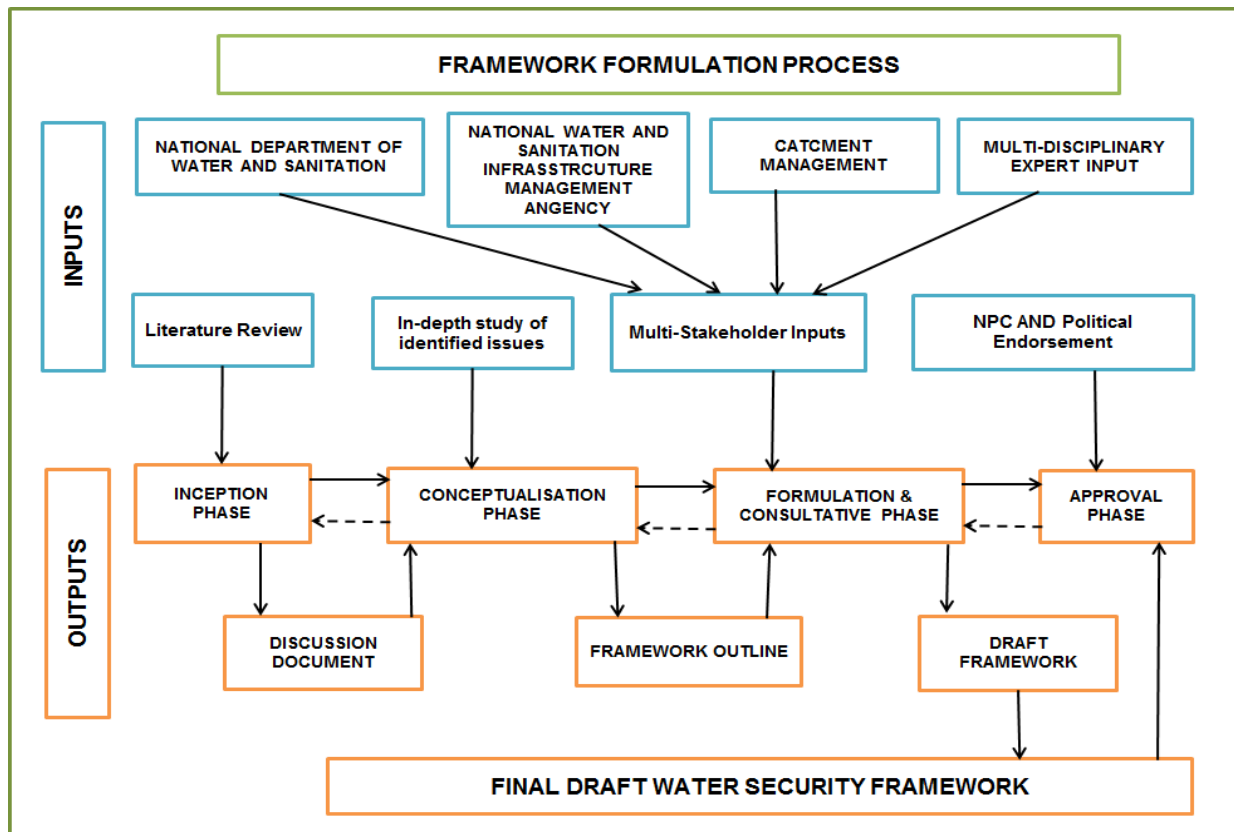 FRAMEWORK FORMULATION PROCESS
INPUTS
NATIONAL DEPARTMENT OF
WATER AND SANITATION
NATIONAL WATER AND
SANITATION
INFRASSTRCUTURE
MANAGEMENT
ANGENCY
CATCMENT
MANAGEMENT
MULTI-DISCIPLINARY
EXPERT INPUT
Literature Review
In-depth study of
identified issues
Multi-Stakeholder Inputs
NPC AND Political
Endorsement
OUTPUTS
INCEPTION
PHASE
CONCEPTUALISATION
PHASE
FORMULATION &
CONSULTATIVE PHASE
APPROVAL
PHASE
DISCUSSION
DOCUMENT
FRAMEWORK OUTLINE
DRAFT
FRAMEWORK
FINAL DRAFT WATER SECURITY FRAMEWORK